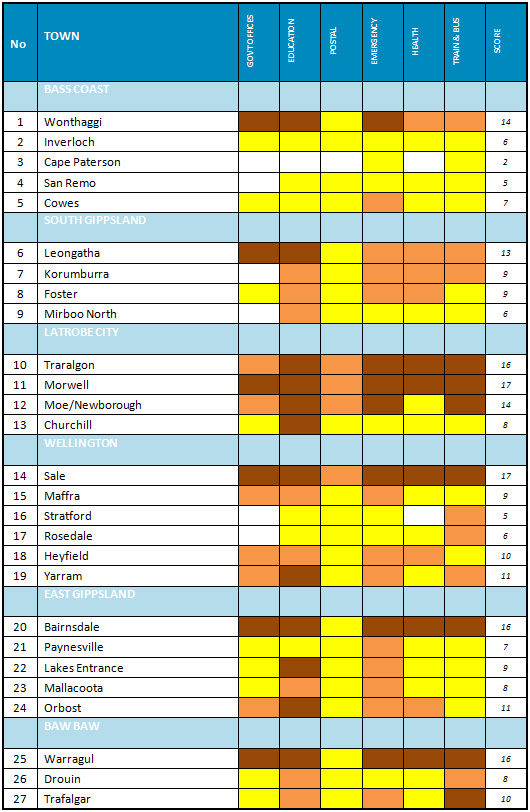 No TOWN GOVT OFFICES EDUCATION POSTAL EMERGENCY HEALTH TRAIN & BUS SCORE
BASS COAST
1 Wonthaggi 14
2 Inverloch 6
3 Cape Paterson 2
4 San Remo 5
5 Cowes 7
SOUTH GIPPSLAND
6 Leongatha 13
7 Korumburra 9
8 Foster 9
9 Mirboo North 6
LATROBE CITY
10 Traralgon 16
11 Morwell 17
12 Moe/Newborough 14
13 Churchill 8
WELLINGTON
14 Sale 17
15 Maffra 9
16 Stratford 5
17 Rosedale 6
18 Heyfield 10
19 Yarram 11
EAST GIPPSLAND
20 Bairnsdale 16
21 Paynesville 7
22 Lakes Entrance 9
23 Mallacoota 8
24 Orbost 11
BAW BAW
25 Warragul 16
26 Drouin 8
27 Trafalgar 10